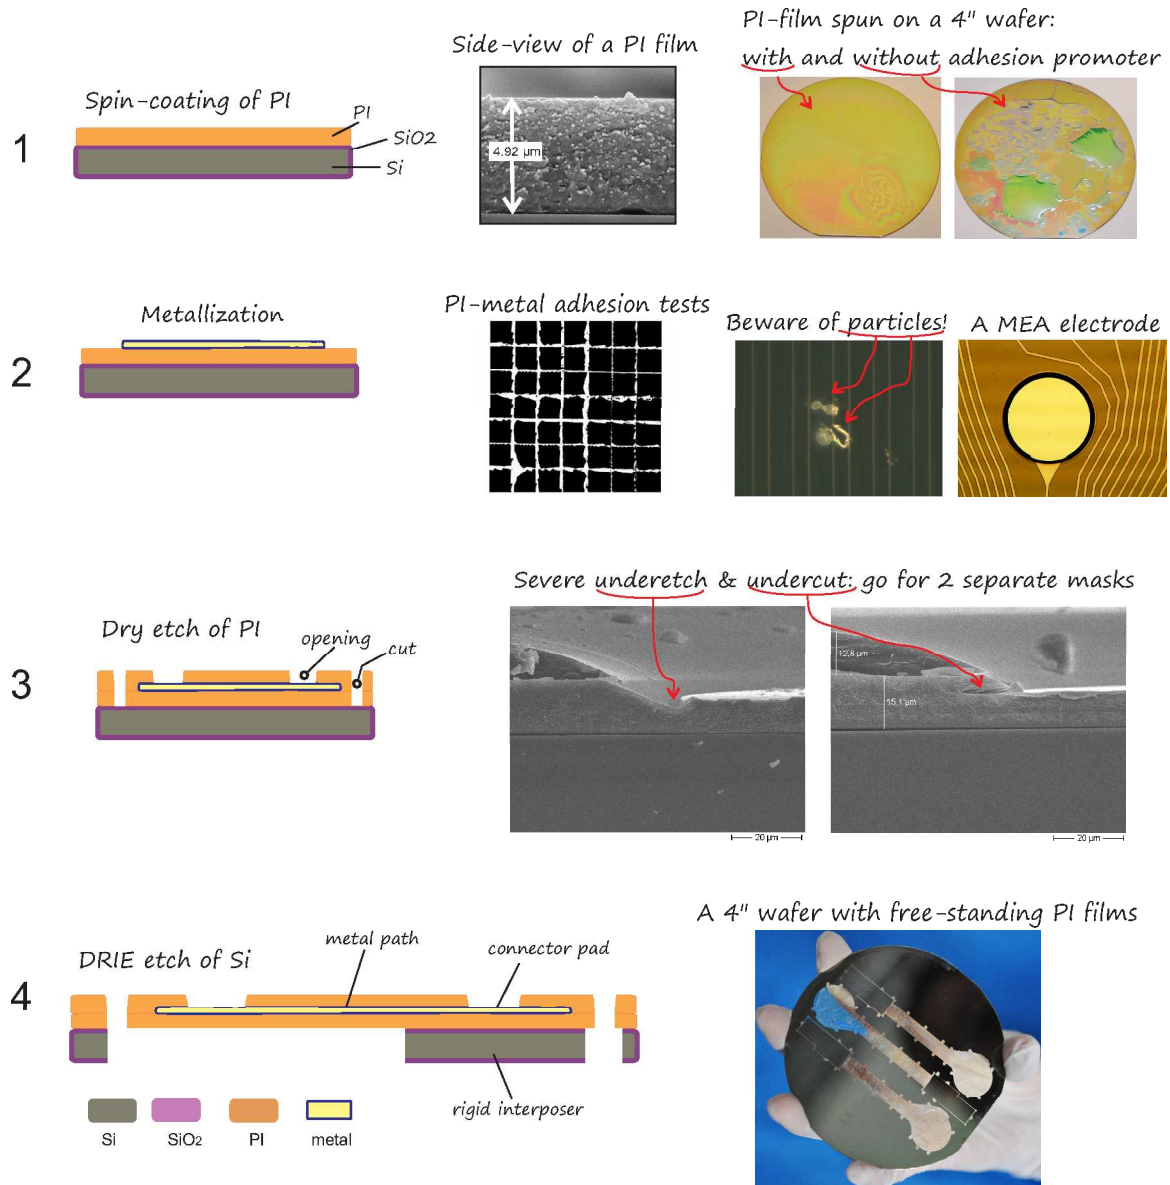 PI-film spun on a 4" wafer:
Side-view of a PI film
with and without adhesion promoter
Spin-coating of PI
PI
SiO2
Si
1
4.92 µm
Metallization
PI-metal adhesion tests
Beware of particles!
A MEA electrode
2
Severe underetch & undercut: go for 2 separate masks
Dry etch of PI
opening
cut
3
12,8 µm
15,1 µm
20 µm
20 µm
A 4" wafer with free-standing PI films
DRIE etch of Si
metal path
connector pad
4
rigid interposer
Si
SiO2
PI
metal